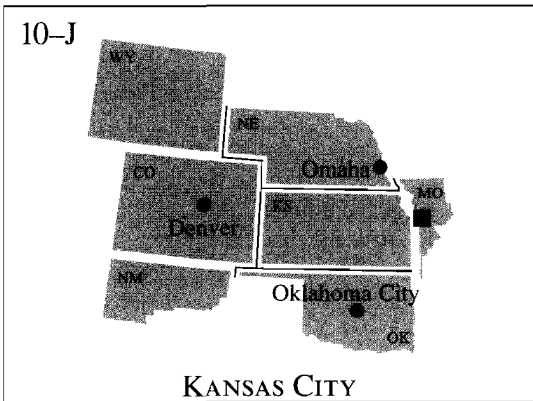 10–J
WY
NE
Omaha
CO
MO
KS
Denver
NM
Oklahoma City
OK
KANSAS CITY